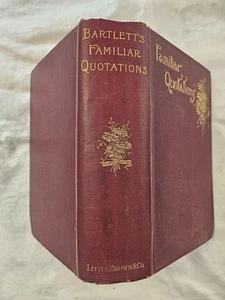 BARTLETT'S
FAMILIAR
QUOTATIONS
LITTLE BROWN & CO
Familiar
Quotations